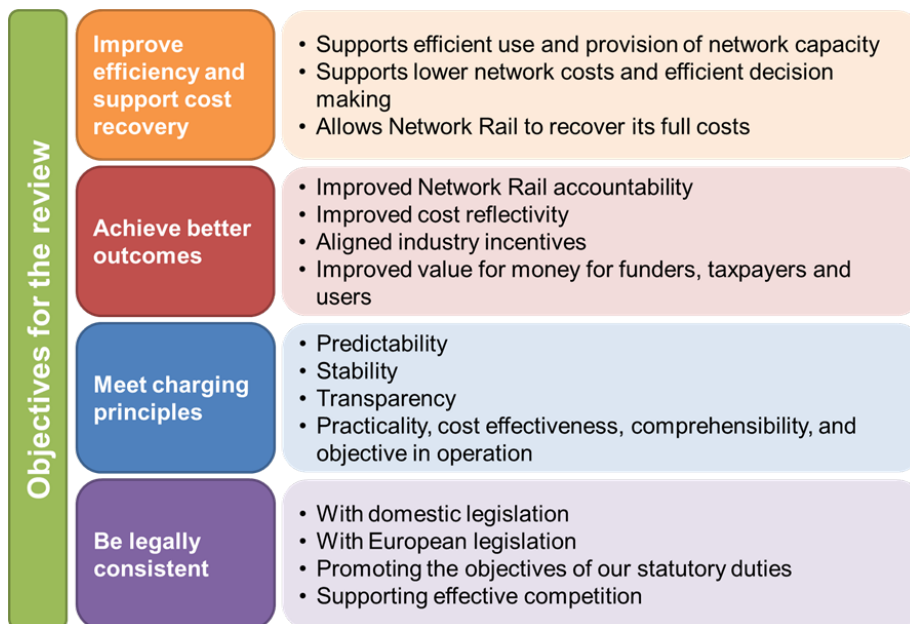 Objectives for the review
Improve
efficiency and
support cost
recovery
• Supports efficient use and provision of network capacity
• Supports lower network costs and efficient decision
making
• Allows Network Rail to recover its full costs
Achieve better
outcomes
• Improved Network Rail accountability
• Improved cost reflectivity
• Aligned industry incentives
• Improved value for money for funders, taxpayers and
users
Meet charging
principles
• Predictability
• Stability
• Transparency
• Practicality, cost effectiveness, comprehensibility, and
objective in operation
Be legally
consistent
• With domestic legislation
• With European legislation
• Promoting the objectives of our statutory duties
• Supporting effective competition